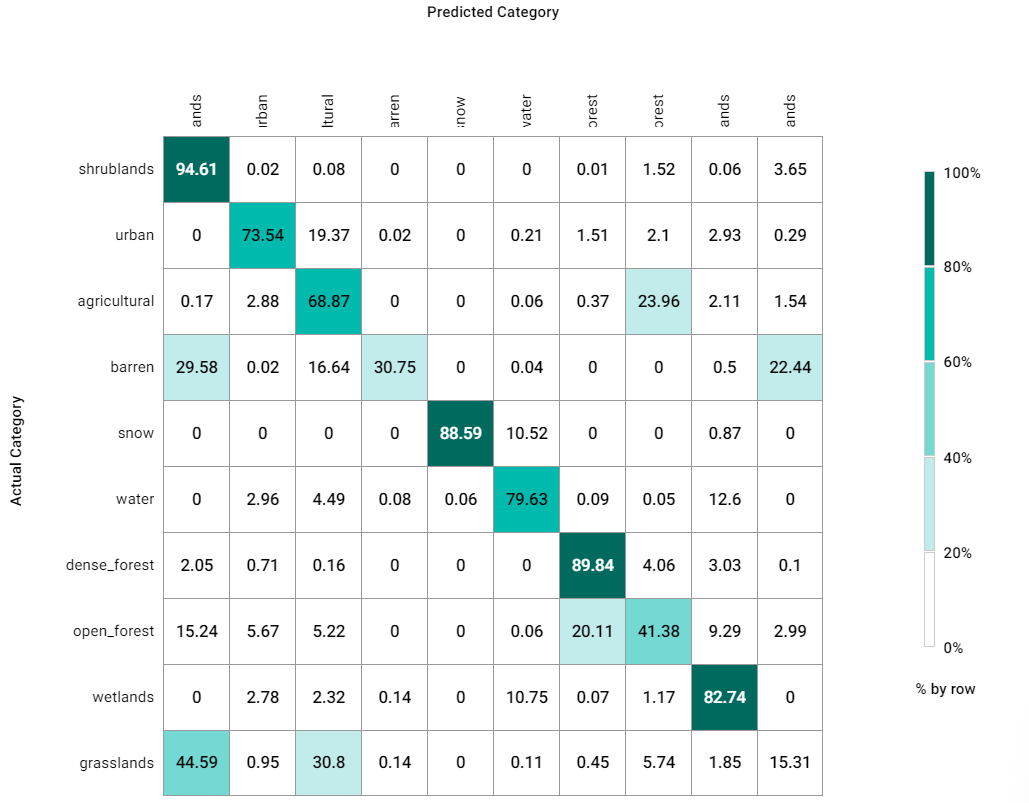 Predicted Category
ands rban ltural arren now vater orest orest ands ands
shrublands 94.61 0.02 0.08 0 0 0 0.01 1.52 0.06 3.65
urban 0 73.54 19.37 0.02 0 0.21 1.51 2.1 2.93 0.29
agricultural 0.17 2.88 68.87 0 0 0.06 0.37 23.96 2.11 1.54
barren 29.58 0.02 16.64 30.75 0 0.04 0 0 0.5 22.44
snow 0 0 0 0 88.59 10.52 0 0 0.87 0
water 0 2.96 4.49 0.08 0.06 79.63 0.09 0.05 12.6 0
dense_forest 2.05 0.71 0.16 0 0 0 89.84 4.06 3.03 0.1
open_forest 15.24 5.67 5.22 0 0 0.06 20.11 41.38 9.29 2.99
wetlands 0 2.78 2.32 0.14 0 10.75 0.07 1.17 82.74 0
grasslands 44.59 0.95 30.8 0.14 0 0.11 0.45 5.74 1.85 15.31
Actual Category
100%
80%
60%
40%
20%
0%
% by row